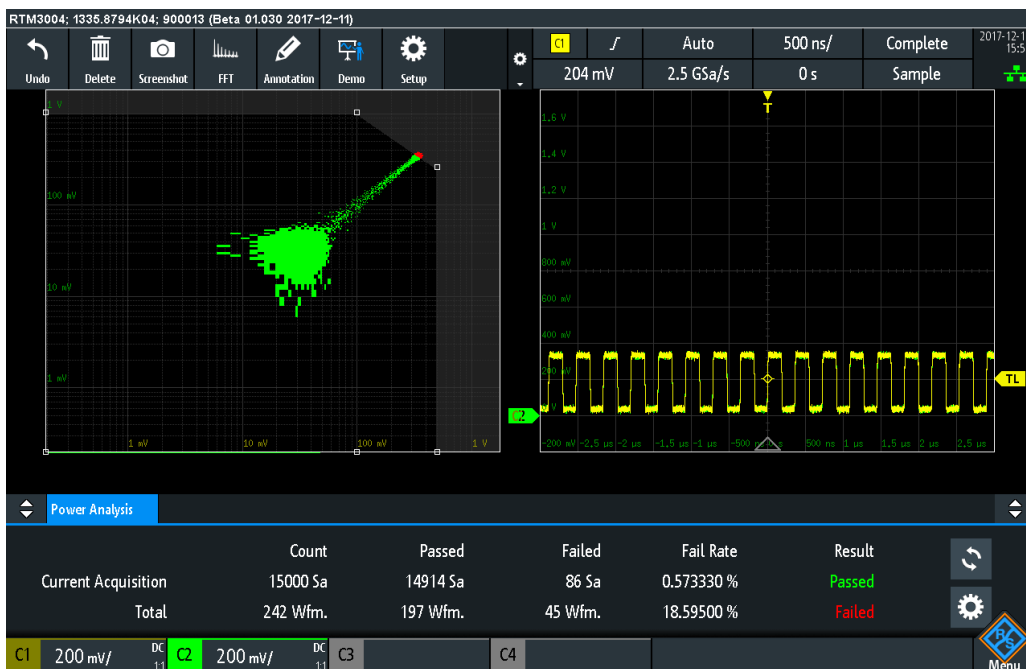 RTM3004; 1335.8794K04; 900013 (Beta 01.030 2017-12-11)
Undo Delete Screenshot FFT Annotation Demo Setup
C1 Auto 500 ns/ Complete
204 mV 2.5 GSa/s 0 s Sample
2017-12-1
15:5
1 V
100 mV
10 mV
1 mV
1 mV 10 mV 100 mV 1 V
T
1.6 V
1.4 V
1.2 V
1 V
800 mV
600 mV
400 mV
200 mV
TL
C2
-200 mV -2.5 µs -2 µs -1.5 µs -1 µs -500 ns 0 s 500 ns 1 µs 1.5 µs 2 µs 2.5 µs
Power Analysis
Count Passed Failed Fail Rate Result
Current Acquisition 15000 Sa 14914 Sa 86 Sa 0.573330 % Passed
Total 242 Wfm. 197 Wfm. 45 Wfm. 18.59500 % Failed
C1 200 mV/ DC 1:1 C2 200 mV/ DC 1:1 C3 C4
R&S
Menu